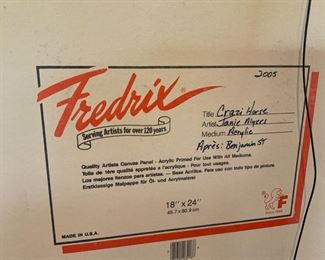 2005
Fredrix®
Serving Artists for over 120 years
Title Crazi Horse
Artist Janie Myers
Medium Acrylic
Après: Benjamin St
Quality Artists Canvas Panel - Acrylic Primed For Use With All Mediums.
Toile de 1ère qualité apprêtée a l'acrylique - Pour tout usages.
Los mejores lienzos para artistas. — Base Acrílica. Para uso con todo tipo de pintura.
Erstklassige Malpappe für Öl- und Acrylmalerei
18" x 24"
45.7 x 60.9 cm
F
MADE IN U.S.A.